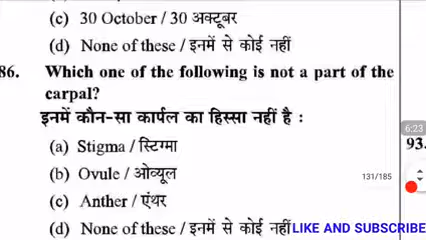 (c) 30 October / 30 अक्टूबर
(d) None of these / इनमें से कोई नहीं
86. Which one of the following is not a part of the
carpal?
इनमें कौन-सा कार्पल का हिस्सा नहीं है :
(a) Stigma / स्टिग्मा
(b) Ovule / ओव्यूल
(c) Anther / एंथर
(d) None of these / इनमें से कोई नहीं
6:23
93.
131/185
LIKE AND SUBSCRIBE